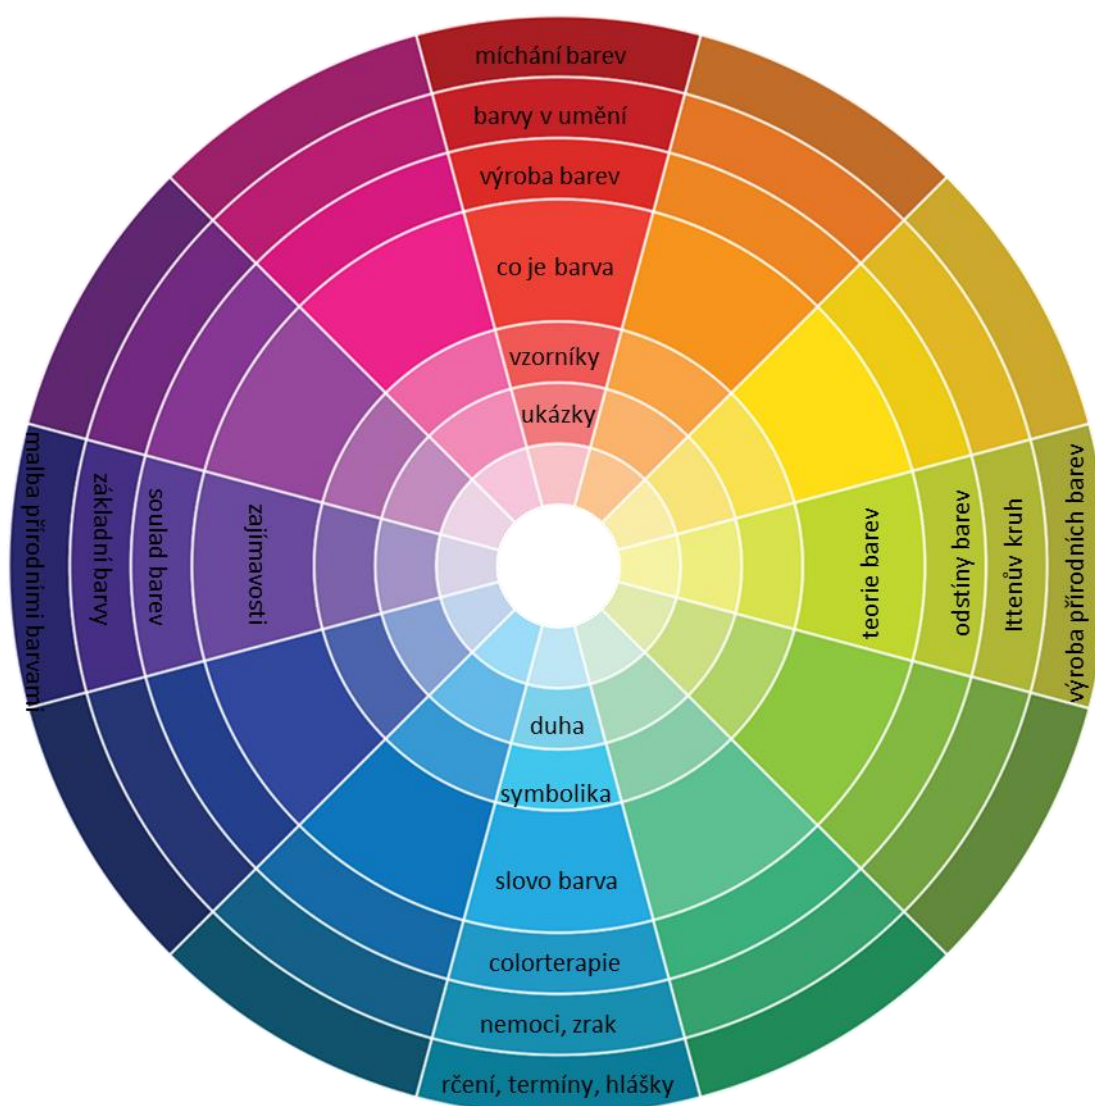 míchání barev
barvy v umění
výroba barev
co je barva
vzorníky
ukázky
malba přírodními barvami
základní barvy
soulad barev
zajímavosti
teorie barev
odstíny barev
Ittenův kruh
výroba přírodních barev
duha
symbolika
slovo barva
colorterapie
nemoci, zrak
rčení, termíny, hlášky